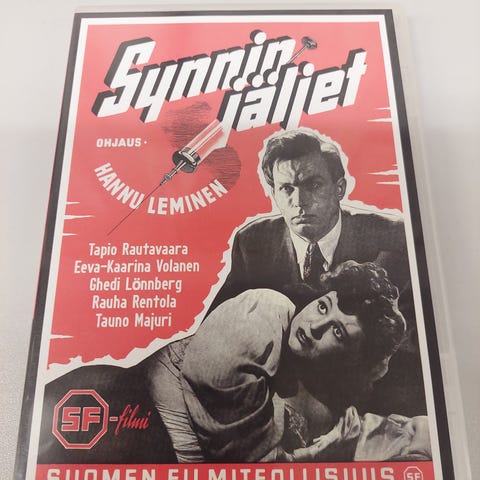 Synnin
jäljet
OHJAUS·
HANNU LEMINEN
Tapio Rautavaara
Eeva-Kaarina Volanen
Ghedi Lönnberg
Rauha Rentola
Tauno Majuri
SF-filmi
SUOMEN FILMITEOLLISUUS SF